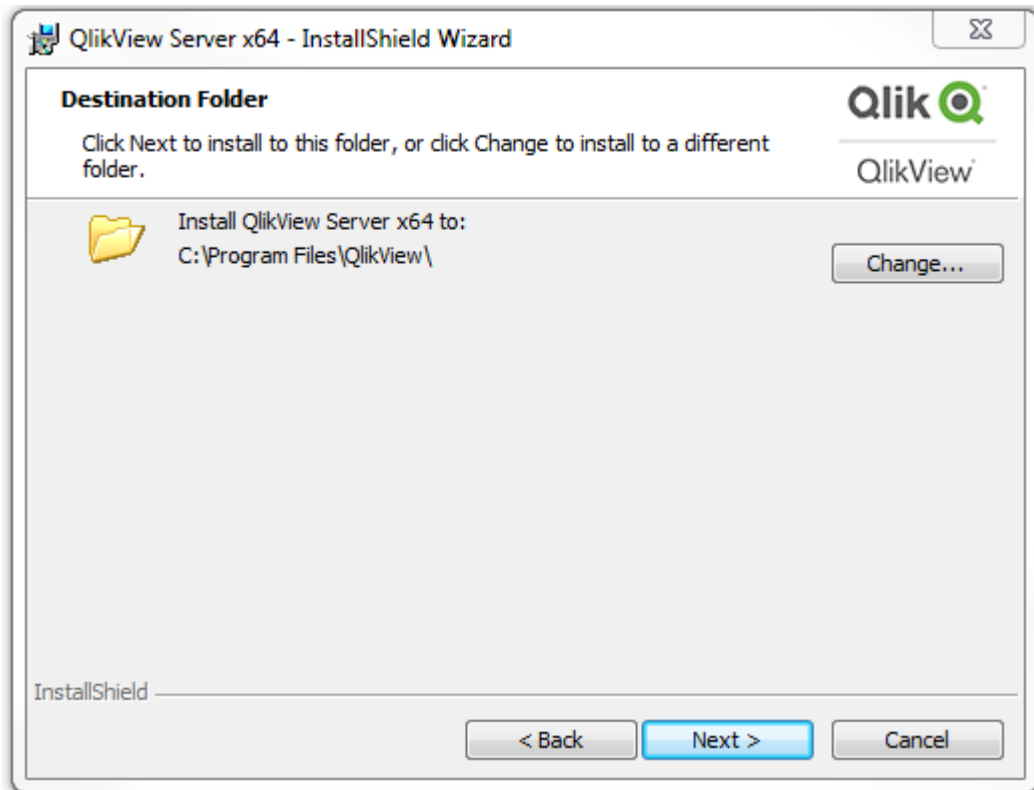 QlikView Server x64 - InstallShield Wizard
Destination Folder
Click Next to install to this folder, or click Change to install to a different
folder.
Qlik
QlikView
Install QlikView Server x64 to:
C:\Program Files\QlikView\
Change...
InstallShield
< Back
Next >
Cancel